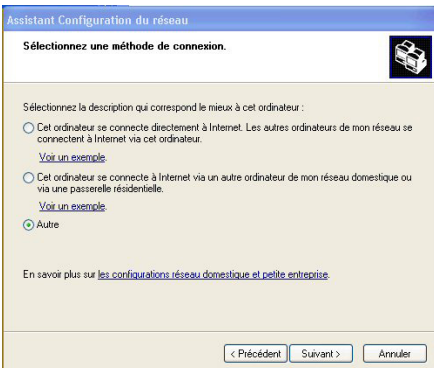 Assistant Configuration du réseau
Sélectionnez une méthode de connexion.
Sélectionnez la description qui correspond le mieux à cet ordinateur :
Cet ordinateur se connecte directement à Internet. Les autres ordinateurs de mon réseau se
connectent à Internet via cet ordinateur.
Voir un exemple.
Cet ordinateur se connecte à Internet via un autre ordinateur de mon réseau domestique ou
via une passerelle résidentielle.
Voir un exemple.
Autre
En savoir plus sur les configurations réseau domestique et petite entreprise.
< Précédent Suivant > Annuler